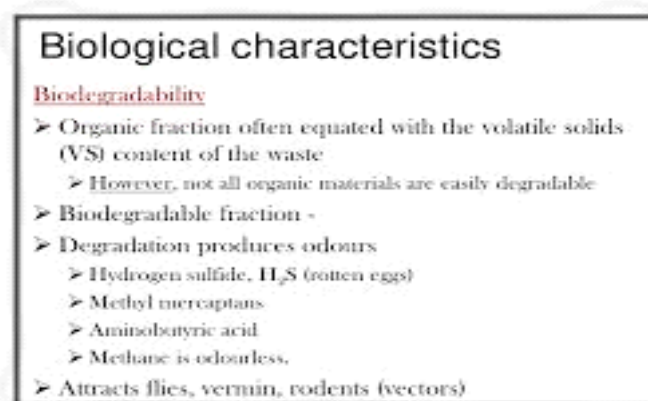 Biological characteristics
Biodegradability
➤ Organic fraction often equated with the volatile solids
(VS) content of the waste
➤ However, not all organic materials are easily degradable
➤ Biodegradable fraction -
➤ Degradation produces odours
➤ Hydrogen sulfide, H₂S (rotten eggs)
➤ Methyl mercaptans
➤ Aminobutyric acid
➤ Methane is odourless.
➤ Attracts flies, vermin, rodents (vectors)